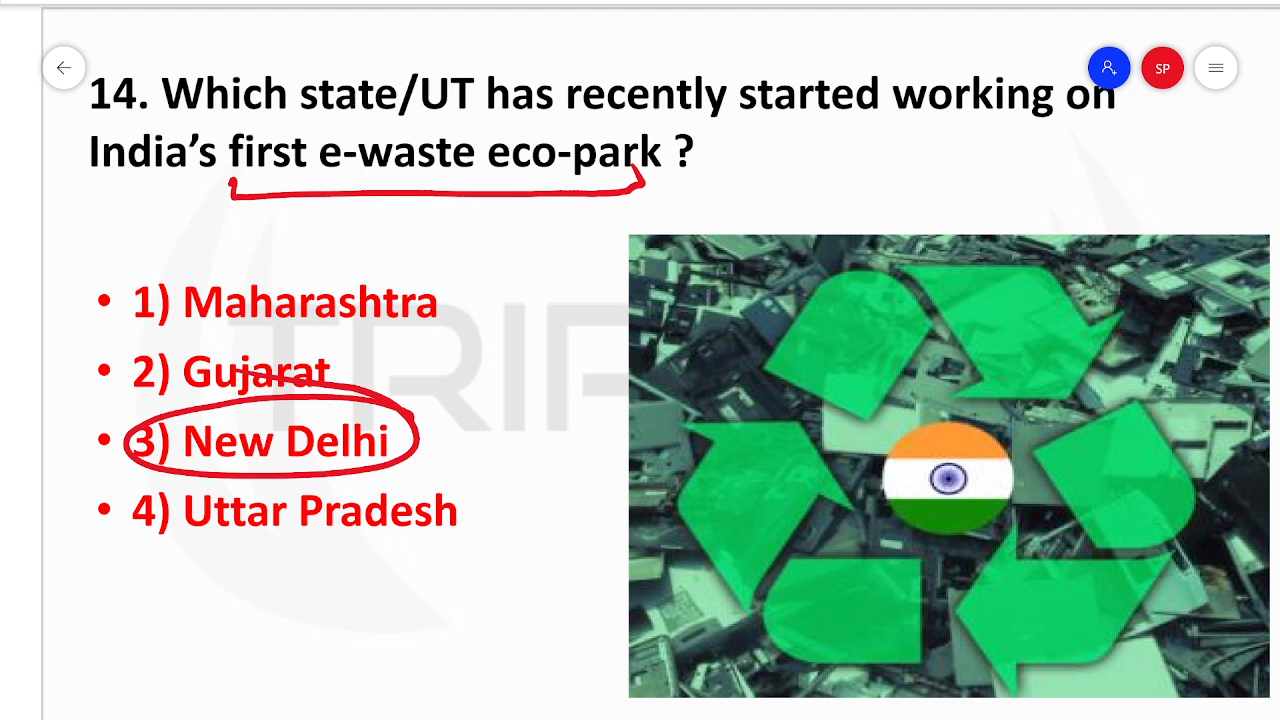 14. Which state/UT has recently started working on
India’s first e-waste eco-park ?
SP
• 1) Maharashtra
• 2) Gujarat
• 3) New Delhi
• 4) Uttar Pradesh
TRIF